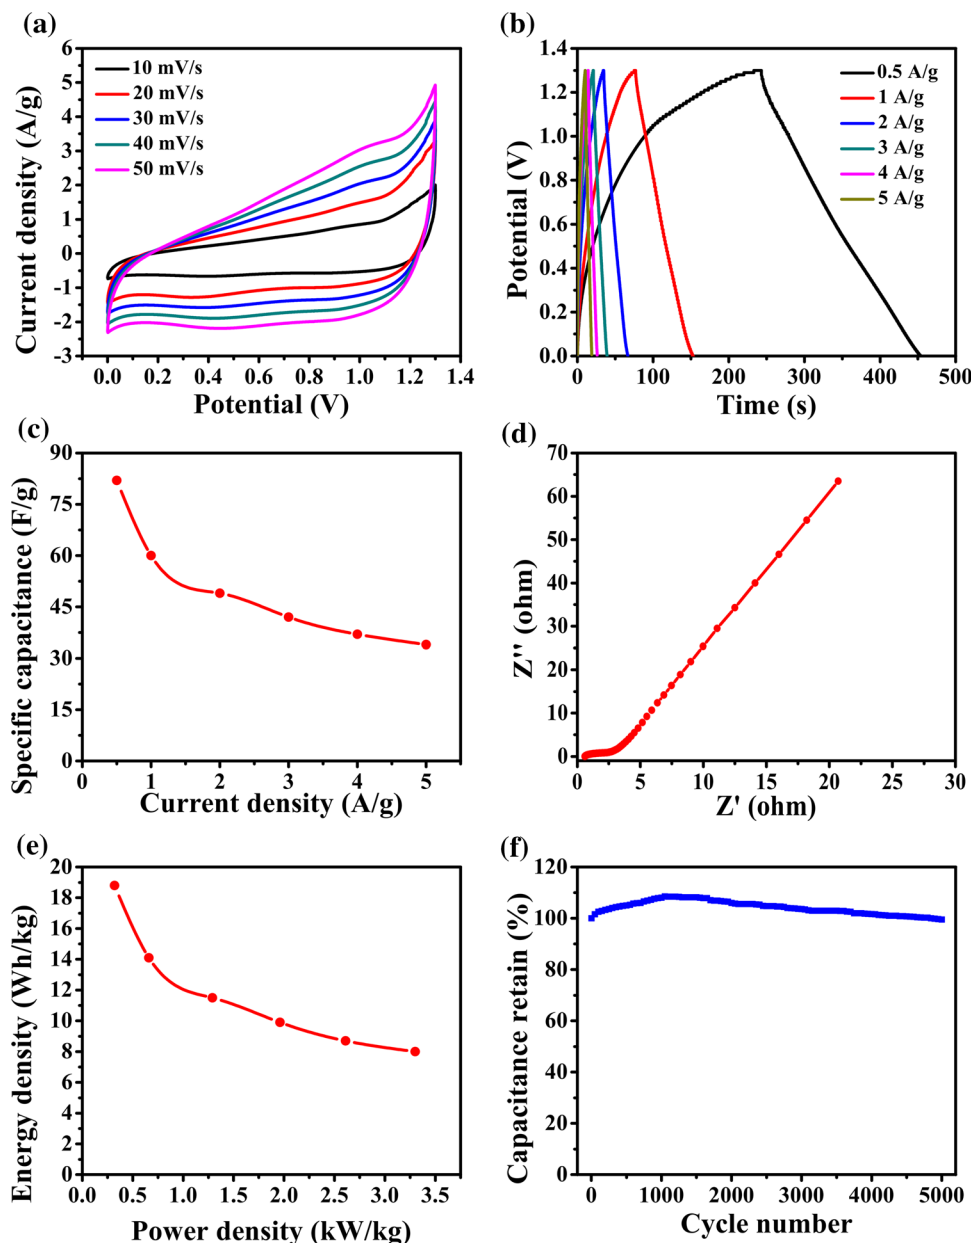 (a)
6
5
4
3
2
1
0
-1
-2
-3
Current density (A/g)
10 mV/s
20 mV/s
30 mV/s
40 mV/s
50 mV/s
0.0 0.2 0.4 0.6 0.8 1.0 1.2 1.4
Potential (V)
(b)
1.4
1.2
1.0
0.8
0.6
0.4
0.2
0.0
Potential (V)
0.5 A/g
1 A/g
2 A/g
3 A/g
4 A/g
5 A/g
0 100 200 300 400 500
Time (s)
(c)
90
75
60
45
30
15
0
Specific capacitance (F/g)
0 1 2 3 4 5
Current density (A/g)
(d)
70
60
50
40
30
20
10
0
Z'' (ohm)
0 5 10 15 20 25 30
Z' (ohm)
(e)
20
18
16
14
12
10
8
6
4
2
0
Energy density (Wh/kg)
0.0 0.5 1.0 1.5 2.0 2.5 3.0 3.5
Power density (kW/kg)
(f)
120
100
80
60
40
20
0
Capacitance retain (%)
0 1000 2000 3000 4000 5000
Cycle number